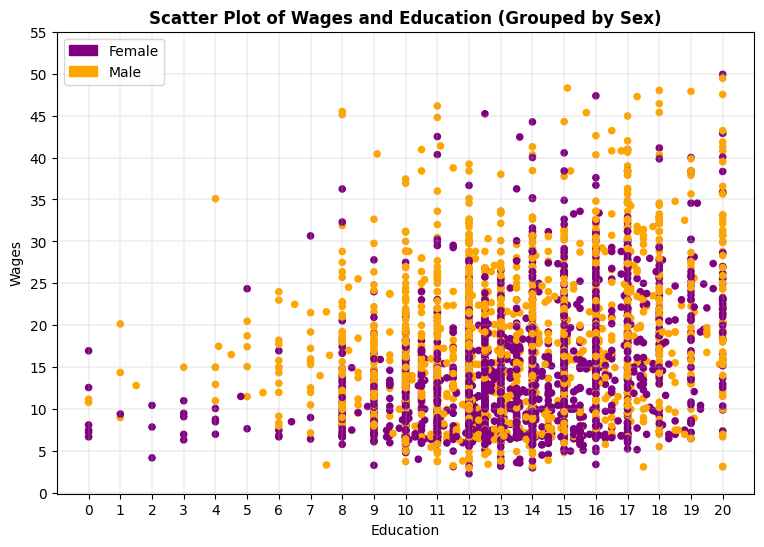 Scatter Plot of Wages and Education (Grouped by Sex)
55
50
45
40
35
30
25
20
15
10
5
0
Wages
Female
Male
0 1 2 3 4 5 6 7 8 9 10 11 12 13 14 15 16 17 18 19 20
Education